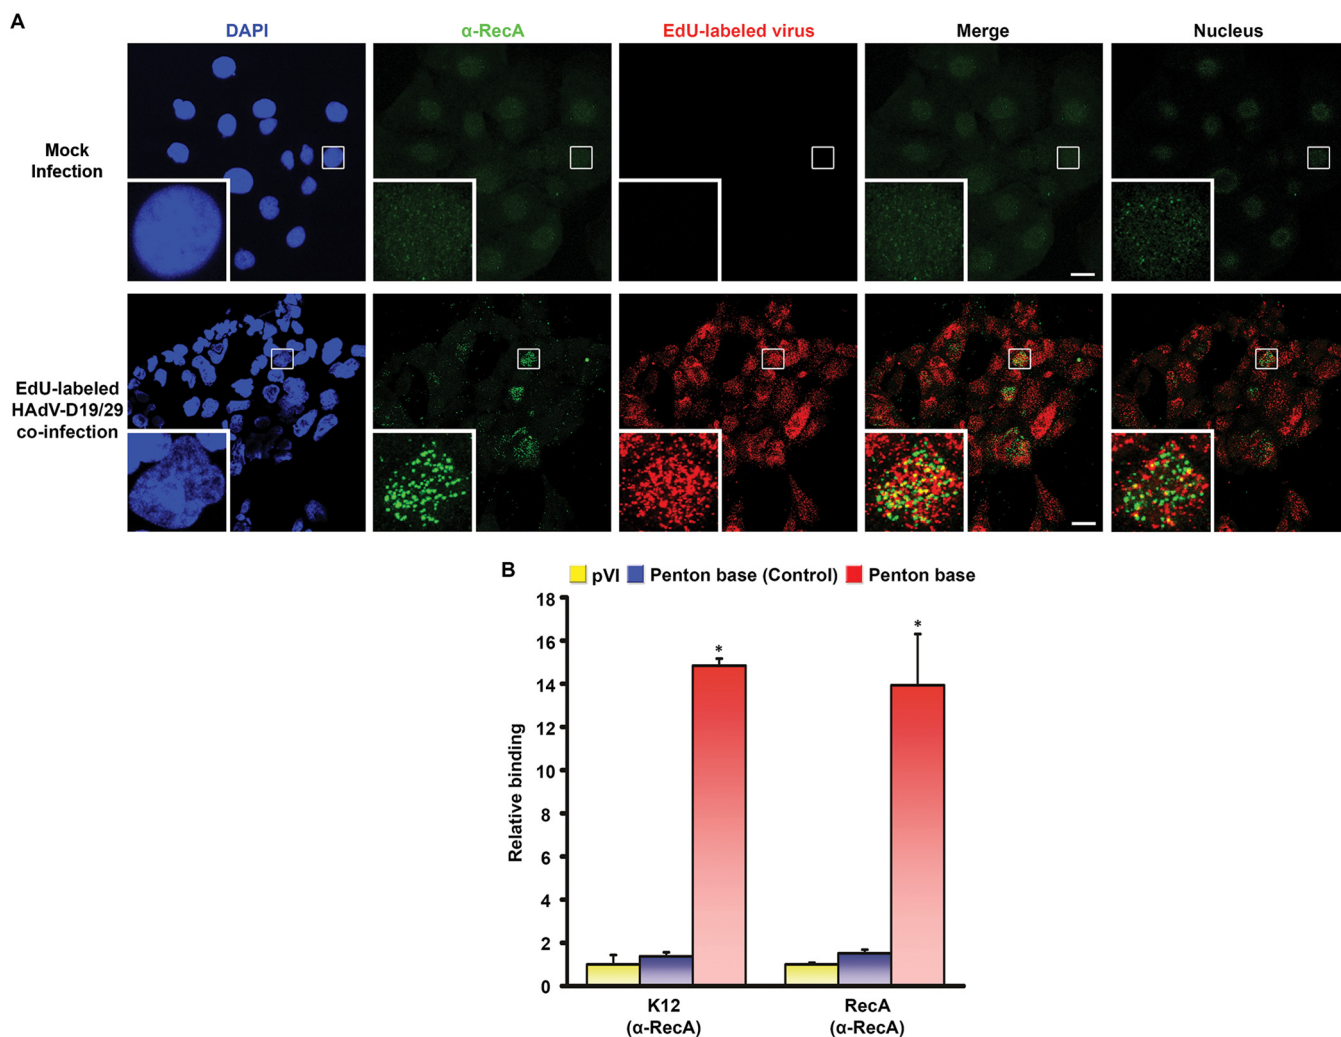 A
DAPI
α-RecA
EdU-labeled virus
Merge
Nucleus
Mock
Infection
EdU-labeled
HAdV-D19/29
co-infection
B
pVI
Penton base (Control)
Penton base
18
16
14
12
10
8
6
4
2
0
Relative binding
*
*
K12
(α-RecA)
RecA
(α-RecA)